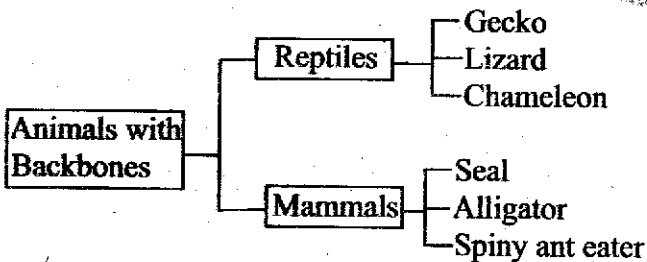 Animals with
Backbones
Reptiles
Gecko
Lizard
Chameleon
Mammals
Seal
Alligator
Spiny ant eater